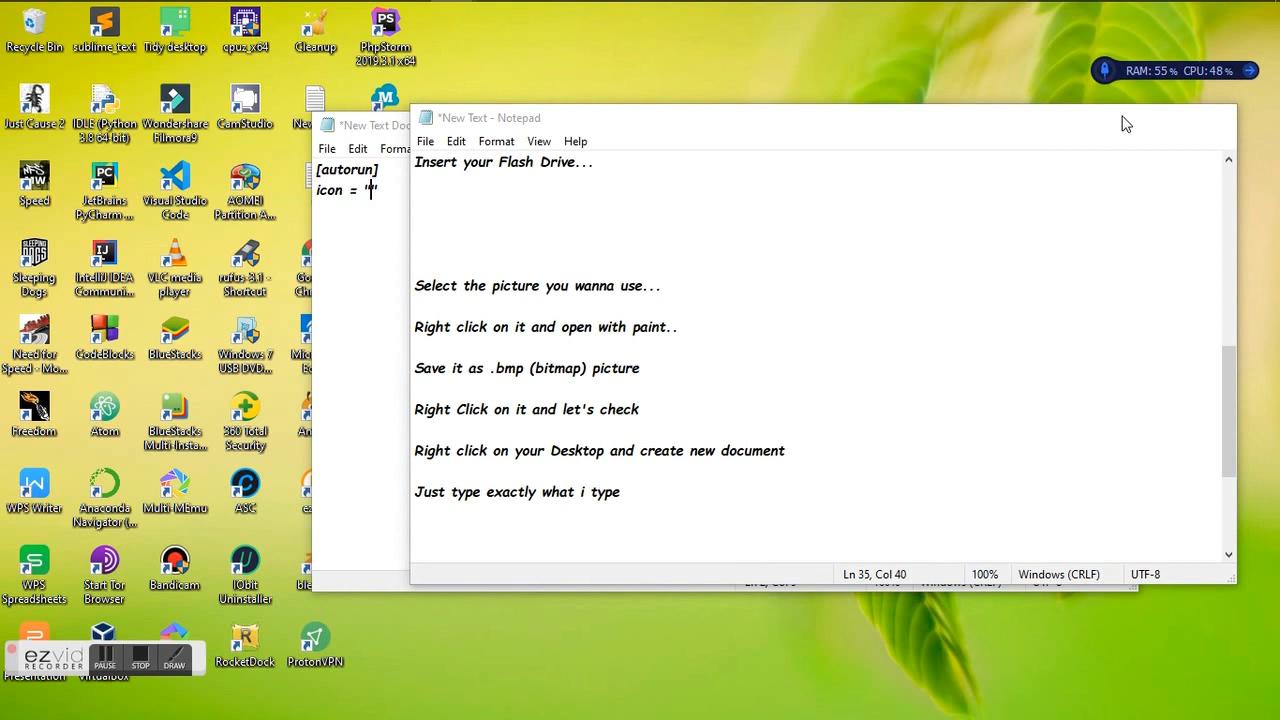 Recycle Bin
sublime_text
Tidy desktop
cpuz_x64
Cleanup
PhpStorm
2019.3.1 x64
RAM: 55% CPU: 48%
Just Cause 2
IDLE (Python
3.8 64-bit)
Wondershare
Filmora9
CamStudio
Speed
JetBrains
PyCharm ...
Visual Studio
Code
AOMEI
Partition A...
Sleeping
Dogs
IntelliJ IDEA
Communi...
VLC media
player
rufus-3.1 -
Shortcut
Need for
Speed - Mo...
CodeBlocks
BlueStacks
Windows 7
USB DVD...
Freedom
Atom
BlueStacks
Multi-Insta...
360 Total
Security
WPS Writer
Anaconda
Navigator (...
Multi-MEmu
ASC
WPS
Spreadsheets
Start Tor
Browser
Bandicam
IObit
Uninstaller
Presentation
VirtualBox
RocketDock
ProtonVPN
ezvid
RECORDER
PAUSE
STOP
DRAW
*New Text Doc
File Edit Forma
[autorun]
icon = ""
*New Text - Notepad
File Edit Format View Help
Insert your Flash Drive...
Select the picture you wanna use...
Right click on it and open with paint..
Save it as .bmp (bitmap) picture
Right Click on it and let's check
Right click on your Desktop and create new document
Just type exactly what i type
Ln 35, Col 40
100%
Windows (CRLF)
UTF-8